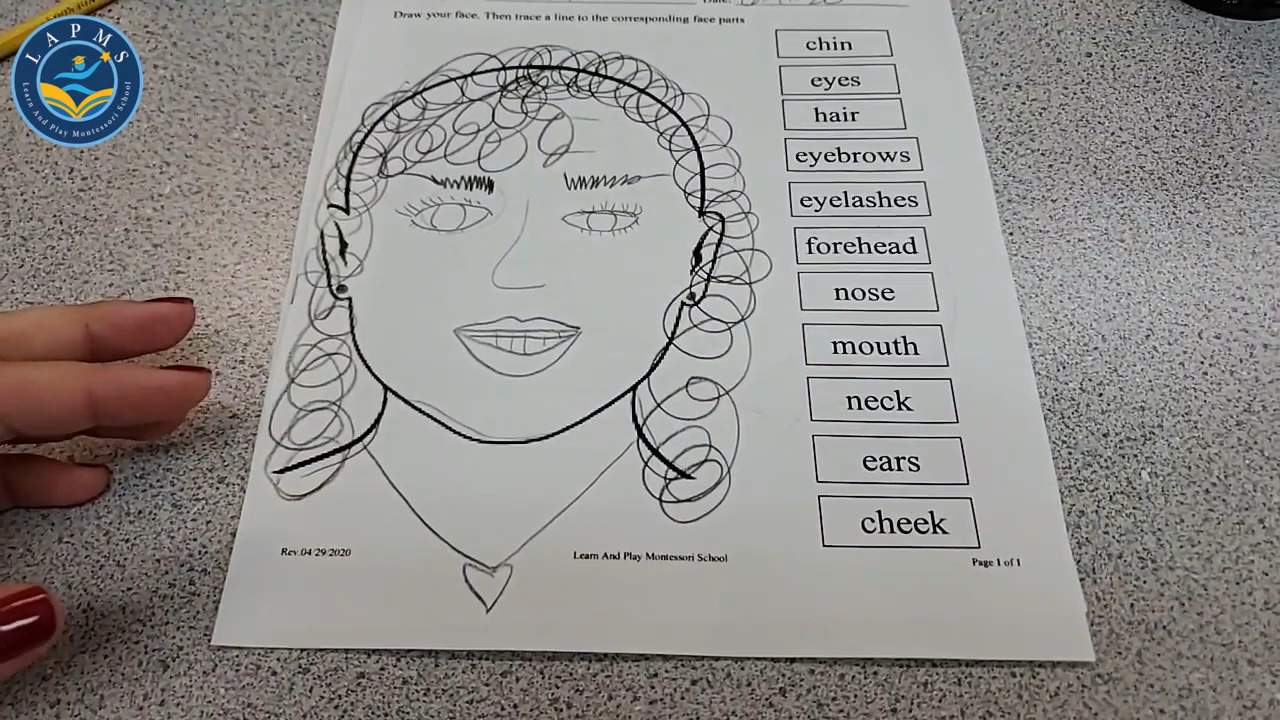 LAPMS
Learn And Play Montessori School
Date:
Draw your face. Then trace a line to the corresponding face parts
chin
eyes
hair
eyebrows
eyelashes
forehead
nose
mouth
neck
ears
cheek
Rev.04/29/2020
Learn And Play Montessori School
Page 1 of 1